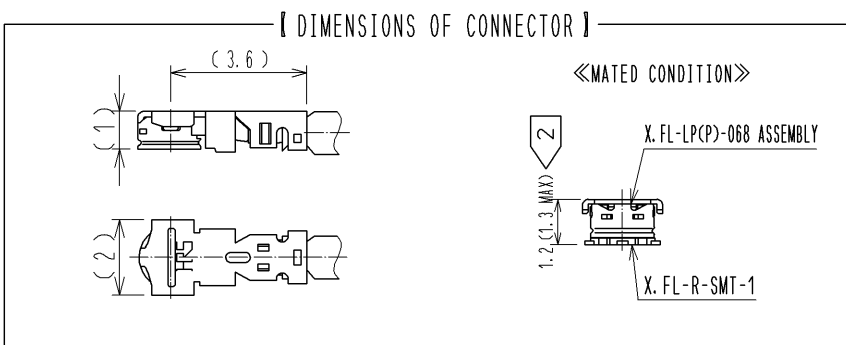 【 DIMENSIONS OF CONNECTOR 】
(3.6)
≪MATED CONDITION≫
(1)
2
X.FL-LP(P)-068 ASSEMBLY
1.2(1.3 MAX)
(2)
X.FL-R-SMT-1